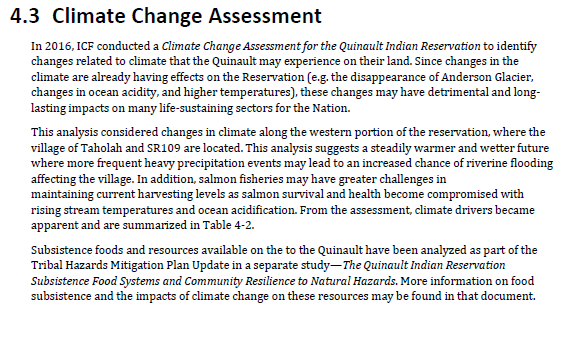 4.3 Climate Change Assessment
In 2016, ICF conducted a Climate Change Assessment for the Quinault Indian Reservation to identify
changes related to climate that the Quinault may experience on their land. Since changes in the
climate are already having effects on the Reservation (e.g. the disappearance of Anderson Glacier,
changes in ocean acidity, and higher temperatures), these changes may have detrimental and long-
lasting impacts on many life-sustaining sectors for the Nation.
This analysis considered changes in climate along the western portion of the reservation, where the
village of Taholah and SR109 are located. This analysis suggests a steadily warmer and wetter future
where more frequent heavy precipitation events may lead to an increased chance of riverine flooding
affecting the village. In addition, salmon fisheries may have greater challenges in
maintaining current harvesting levels as salmon survival and health become compromised with
rising stream temperatures and ocean acidification. From the assessment, climate drivers became
apparent and are summarized in Table 4-2.
Subsistence foods and resources available on the to the Quinault have been analyzed as part of the
Tribal Hazards Mitigation Plan Update in a separate study—The Quinault Indian Reservation
Subsistence Food Systems and Community Resilience to Natural Hazards. More information on food
subsistence and the impacts of climate change on these resources may be found in that document.